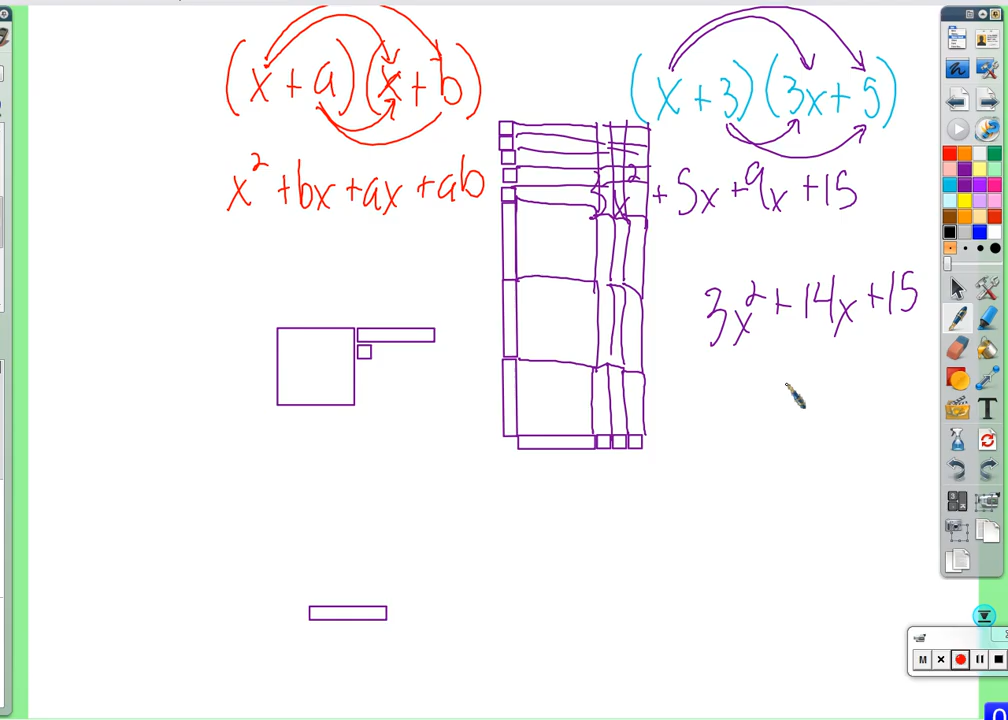 (x + a)(x + b)
x² + bx + ax + ab
(x + 3)(3x + 5)
3x² + 5x + 9x + 15
3x² + 14x + 15
T
M